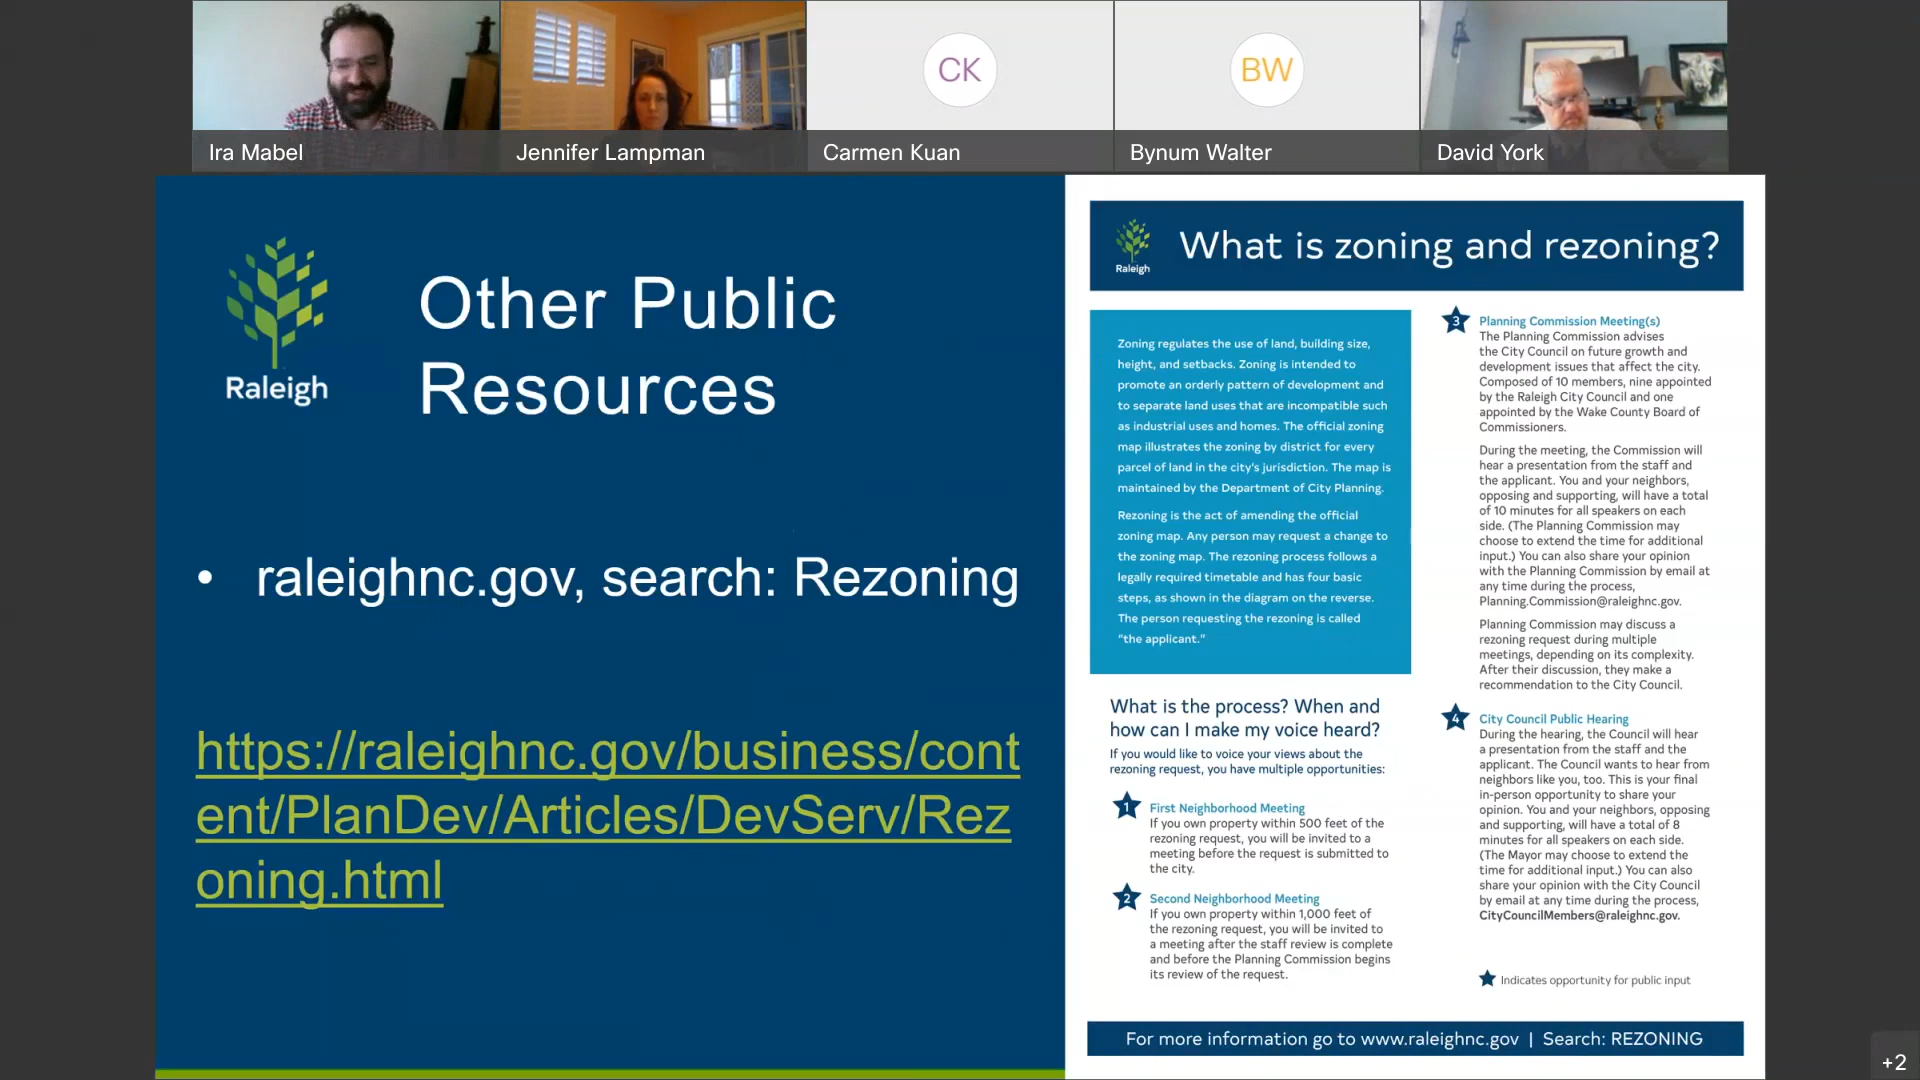 CK
BW
Ira Mabel
Jennifer Lampman
Carmen Kuan
Bynum Walter
David York
Raleigh
Other Public
Resources
• raleighnc.gov, search: Rezoning
https://raleighnc.gov/business/cont
ent/PlanDev/Articles/DevServ/Rez
oning.html
Raleigh
What is zoning and rezoning?
Zoning regulates the use of land, building size,
height, and setbacks. Zoning is intended to
promote an orderly pattern of development and
to separate land uses that are incompatible such
as industrial uses and homes. The official zoning
map illustrates the zoning by district for every
parcel of land in the city's jurisdiction. The map is
maintained by the Department of City Planning.
Rezoning is the act of amending the official
zoning map. Any person may request a change to
the zoning map. The rezoning process follows a
legally required timetable and has four basic
steps, as shown in the diagram on the reverse.
The person requesting the rezoning is called
"the applicant."
What is the process? When and
how can I make my voice heard?
If you would like to voice your views about the
rezoning request, you have multiple opportunities:
1 First Neighborhood Meeting
If you own property within 500 feet of the
rezoning request, you will be invited to a
meeting before the request is submitted to
the city.
2 Second Neighborhood Meeting
If you own property within 1,000 feet of
the rezoning request, you will be invited to
a meeting after the staff review is complete
and before the Planning Commission begins
its review of the request.
3 Planning Commission Meeting(s)
The Planning Commission advises
the City Council on future growth and
development issues that affect the city.
Composed of 10 members, nine appointed
by the Raleigh City Council and one
appointed by the Wake County Board of
Commissioners.
During the meeting, the Commission will
hear a presentation from the staff and
the applicant. You and your neighbors,
opposing and supporting, will have a total
of 10 minutes for all speakers on each
side. (The Planning Commission may
choose to extend the time for additional
input.) You can also share your opinion
with the Planning Commission by email at
any time during the process,
Planning.Commission@raleighnc.gov.
Planning Commission may discuss a
rezoning request during multiple
meetings, depending on its complexity.
After their discussion, they make a
recommendation to the City Council.
4 City Council Public Hearing
During the hearing, the Council will hear
a presentation from the staff and the
applicant. The Council wants to hear from
neighbors like you, too. This is your final
in-person opportunity to share your
opinion. You and your neighbors, opposing
and supporting, will have a total of 8
minutes for all speakers on each side.
(The Mayor may choose to extend the
time for additional input.) You can also
share your opinion with the City Council
by email at any time during the process,
CityCouncilMembers@raleighnc.gov.
Indicates opportunity for public input
For more information go to www.raleighnc.gov | Search: REZONING
+2